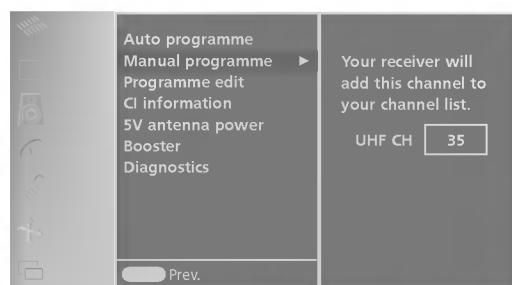 Auto programme
Manual programme ►
Programme edit
CI information
5V antenna power
Booster
Diagnostics
Prev.
Your receiver will
add this channel to
your channel list.
UHF CH 35